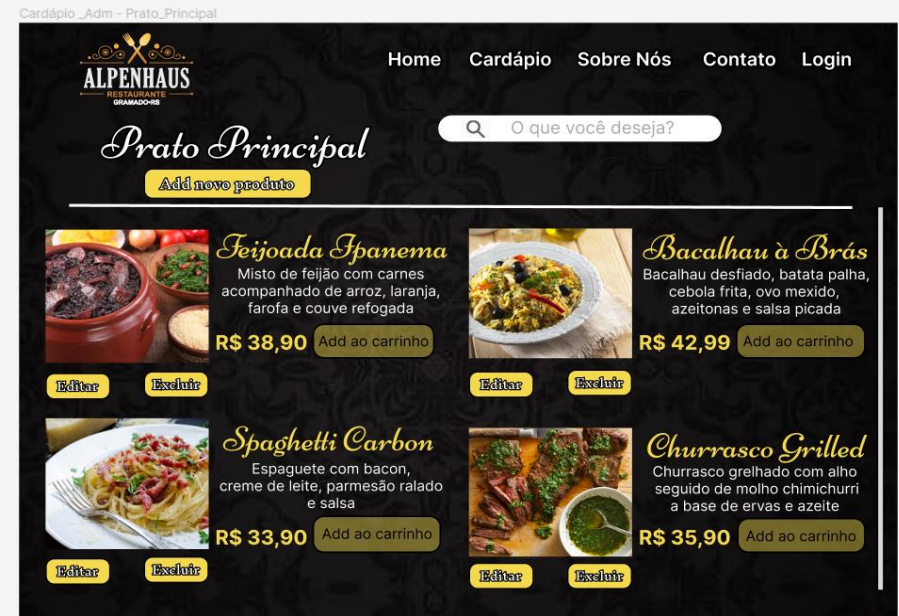 Cardápio _Adm - Prato_Principal
ALPENHAUS
RESTAURANTE
GRAMADO-RS
Home Cardápio Sobre Nós Contato Login
O que você deseja?
Prato Principal
Add novo produto
Feijoada Ipanema
Misto de feijão com carnes
acompanhado de arroz, laranja,
farofa e couve refogada
R$ 38,90 Add ao carrinho
Editar Excluir
Bacalhau à Brás
Bacalhau desfiado, batata palha,
cebola frita, ovo mexido,
azeitonas e salsa picada
R$ 42,99 Add ao carrinho
Editar Excluir
Spaghetti Carbon
Espaguete com bacon,
creme de leite, parmesão ralado
e salsa
R$ 33,90 Add ao carrinho
Editar Excluir
Churrasco Grilled
Churrasco grelhado com alho
seguido de molho chimichurri
a base de ervas e azeite
R$ 35,90 Add ao carrinho
Editar Excluir